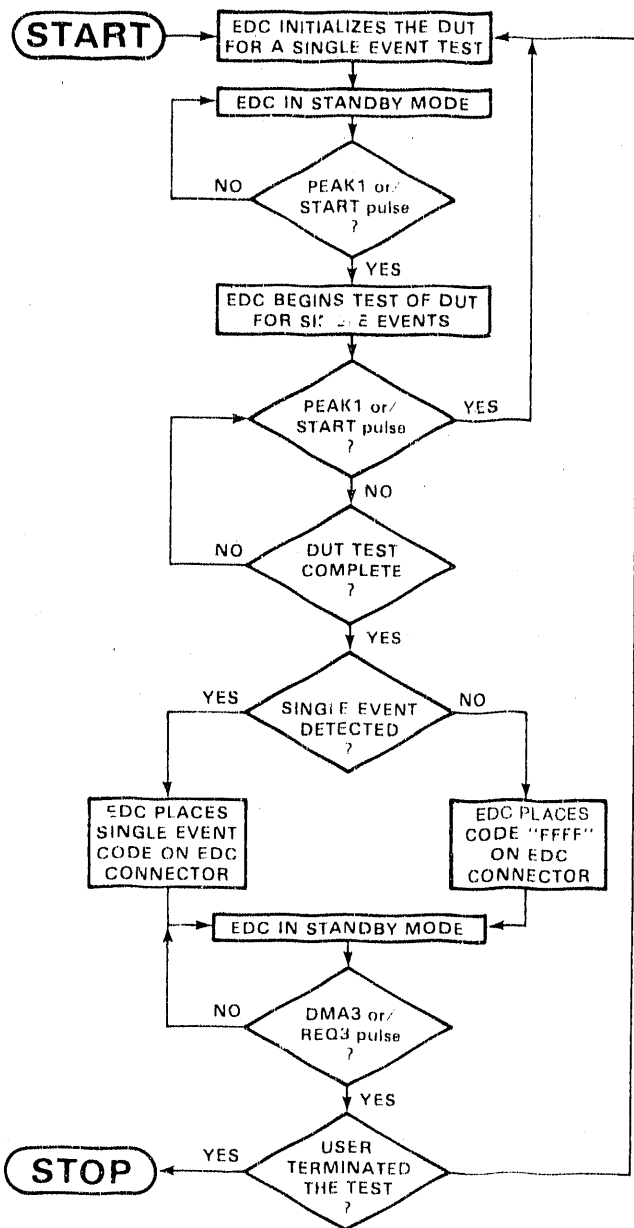 START
EDC INITIALIZES THE DUT
FOR A SINGLE EVENT TEST
EDC IN STANDBY MODE
NO
PEAK1 or/
START pulse
?
YES
EDC BEGINS TEST OF DUT
FOR EVENTS
PEAK1 or/
START pulse
?
YES
NO
NO
DUT TEST
COMPLETE
?
YES
YES
SINGLE EVENT
DETECTED
?
NO
EDC PLACES
SINGLE EVENT
CODE ON EDC
CONNECTOR
EDC PLACES
CODE "FFFF"
ON EDC
CONNECTOR
EDC IN STANDBY MODE
NO
DMA3 or/
REQ3 pulse
?
YES
STOP
YES
USER
TERMINATED
THE TEST
?